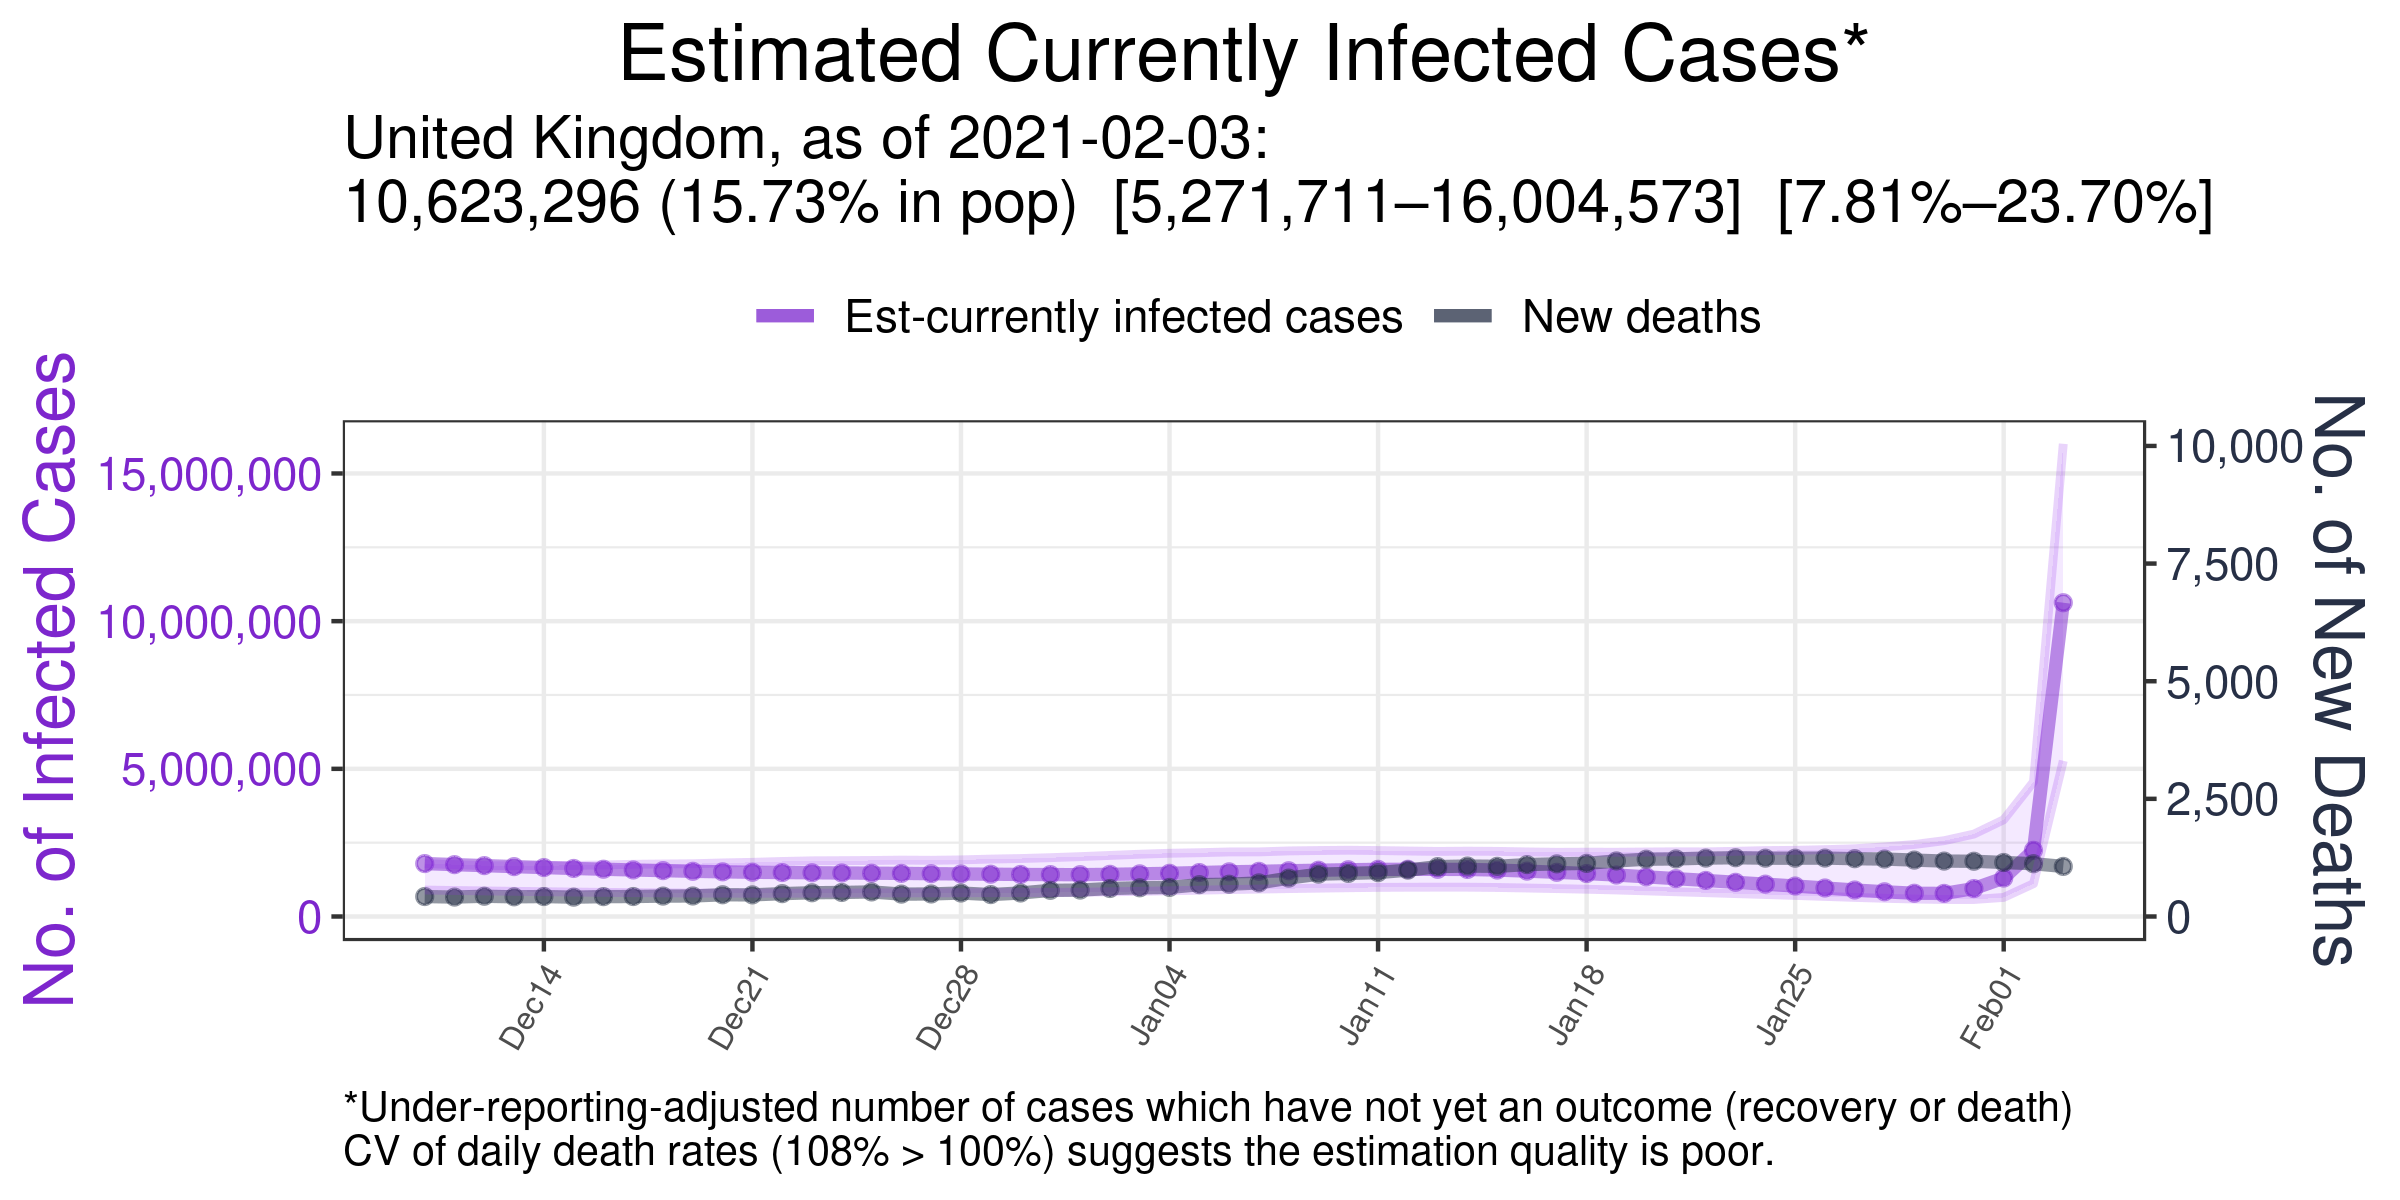 Estimated Currently Infected Cases*
United Kingdom, as of 2021-02-03:
10,623,296 (15.73% in pop)  [5,271,711–16,004,573]  [7.81%–23.70%]
Est-currently infected cases
New deaths
No. of Infected Cases
15,000,000
10,000,000
5,000,000
0
10,000
7,500
5,000
2,500
0
No. of New Deaths
Dec14
Dec21
Dec28
Jan04
Jan11
Jan18
Jan25
Feb01
*Under-reporting-adjusted number of cases which have not yet an outcome (recovery or death)
CV of daily death rates (108% > 100%) suggests the estimation quality is poor.